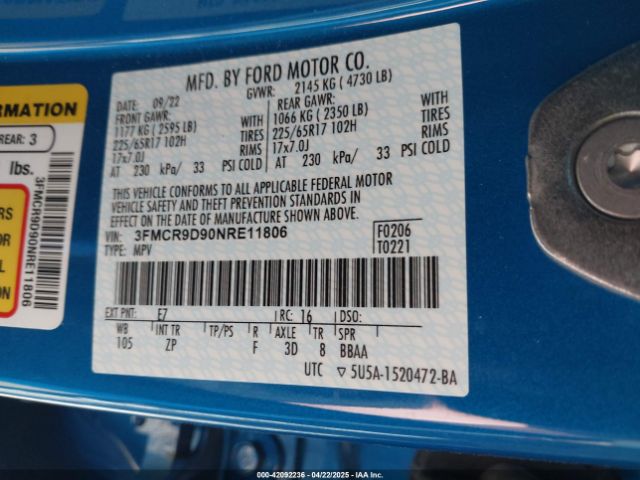 MFD. BY FORD MOTOR CO.
DATE: 09/22 GVWR: 2145 KG ( 4730 LB)
FRONT GAWR: REAR GAWR:
1177 KG ( 2595 LB) WITH 1066 KG ( 2350 LB) WITH
225/65R17 102H TIRES 225/65R17 102H TIRES
17x7.0J RIMS 17x7.0J RIMS
AT 230 kPa/ 33 PSI COLD AT 230 kPa/ 33 PSI COLD
THIS VEHICLE CONFORMS TO ALL APPLICABLE FEDERAL MOTOR
VEHICLE SAFETY AND THEFT PREVENTION STANDARDS IN
EFFECT ON THE DATE OF MANUFACTURE SHOWN ABOVE.
VIN: 3FMCR9D90NRE11806 F0206
TYPE: MPV T0221
EXT PNT: E7 RC: 16 DSO:
WB INT TR TP/PS R AXLE TR SPR
105 ZP F 3D 8 BBAA
UTC ▽ 5U5A-1520472-BA
ORMATION
REAR: 3
lbs.
3FMCR9D90NRE11806
000-42092236 - 04/22/2025 - IAAC